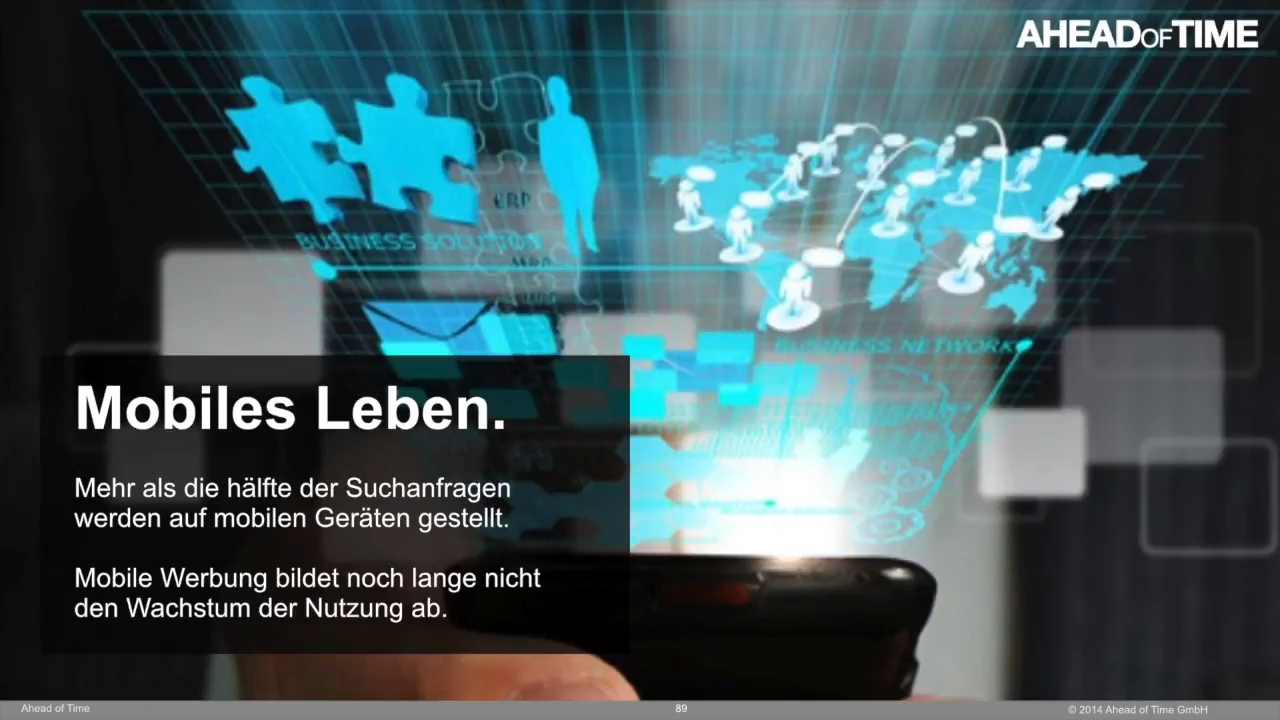 AHEADOFTIME
ERP
BUSINESS SOLUTION
MRP
BUSINESS NETWORK
Mobiles Leben.
Mehr als die hälfte der Suchanfragen
werden auf mobilen Geräten gestellt.
Mobile Werbung bildet noch lange nicht
den Wachstum der Nutzung ab.
Ahead of Time
89
© 2014 Ahead of Time GmbH